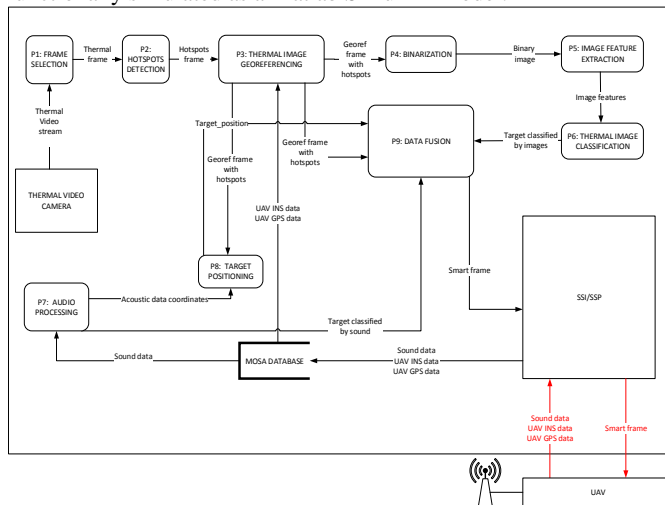 P1: FRAME
SELECTION
Thermal
frame
P2:
HOTSPOTS
DETECTION
Hotspots
frame
P3: THERMAL IMAGE
GEOREFERENCING
Georef
frame
with
hotspots
P4: BINARIZATION
Binary
image
P5: IMAGE FEATURE
EXTRACTION
Thermal
Video
stream
Image features
Target_position
Georef frame
with
hotspots
Georef frame
with
hotspots
P9: DATA FUSION
Target classified
by images
P6: THERMAL IMAGE
CLASSIFICATION
THERMAL VIDEO
CAMERA
UAV INS data
UAV GPS data
P8: TARGET
POSITIONING
Smart frame
SSI/SSP
P7: AUDIO
PROCESSING
Acoustic data coordinates
Target classified
by sound
Sound data
MOSA DATABASE
Sound data
UAV INS data
UAV GPS data
Sound data
UAV INS data
UAV GPS data
Smart frame
UAV